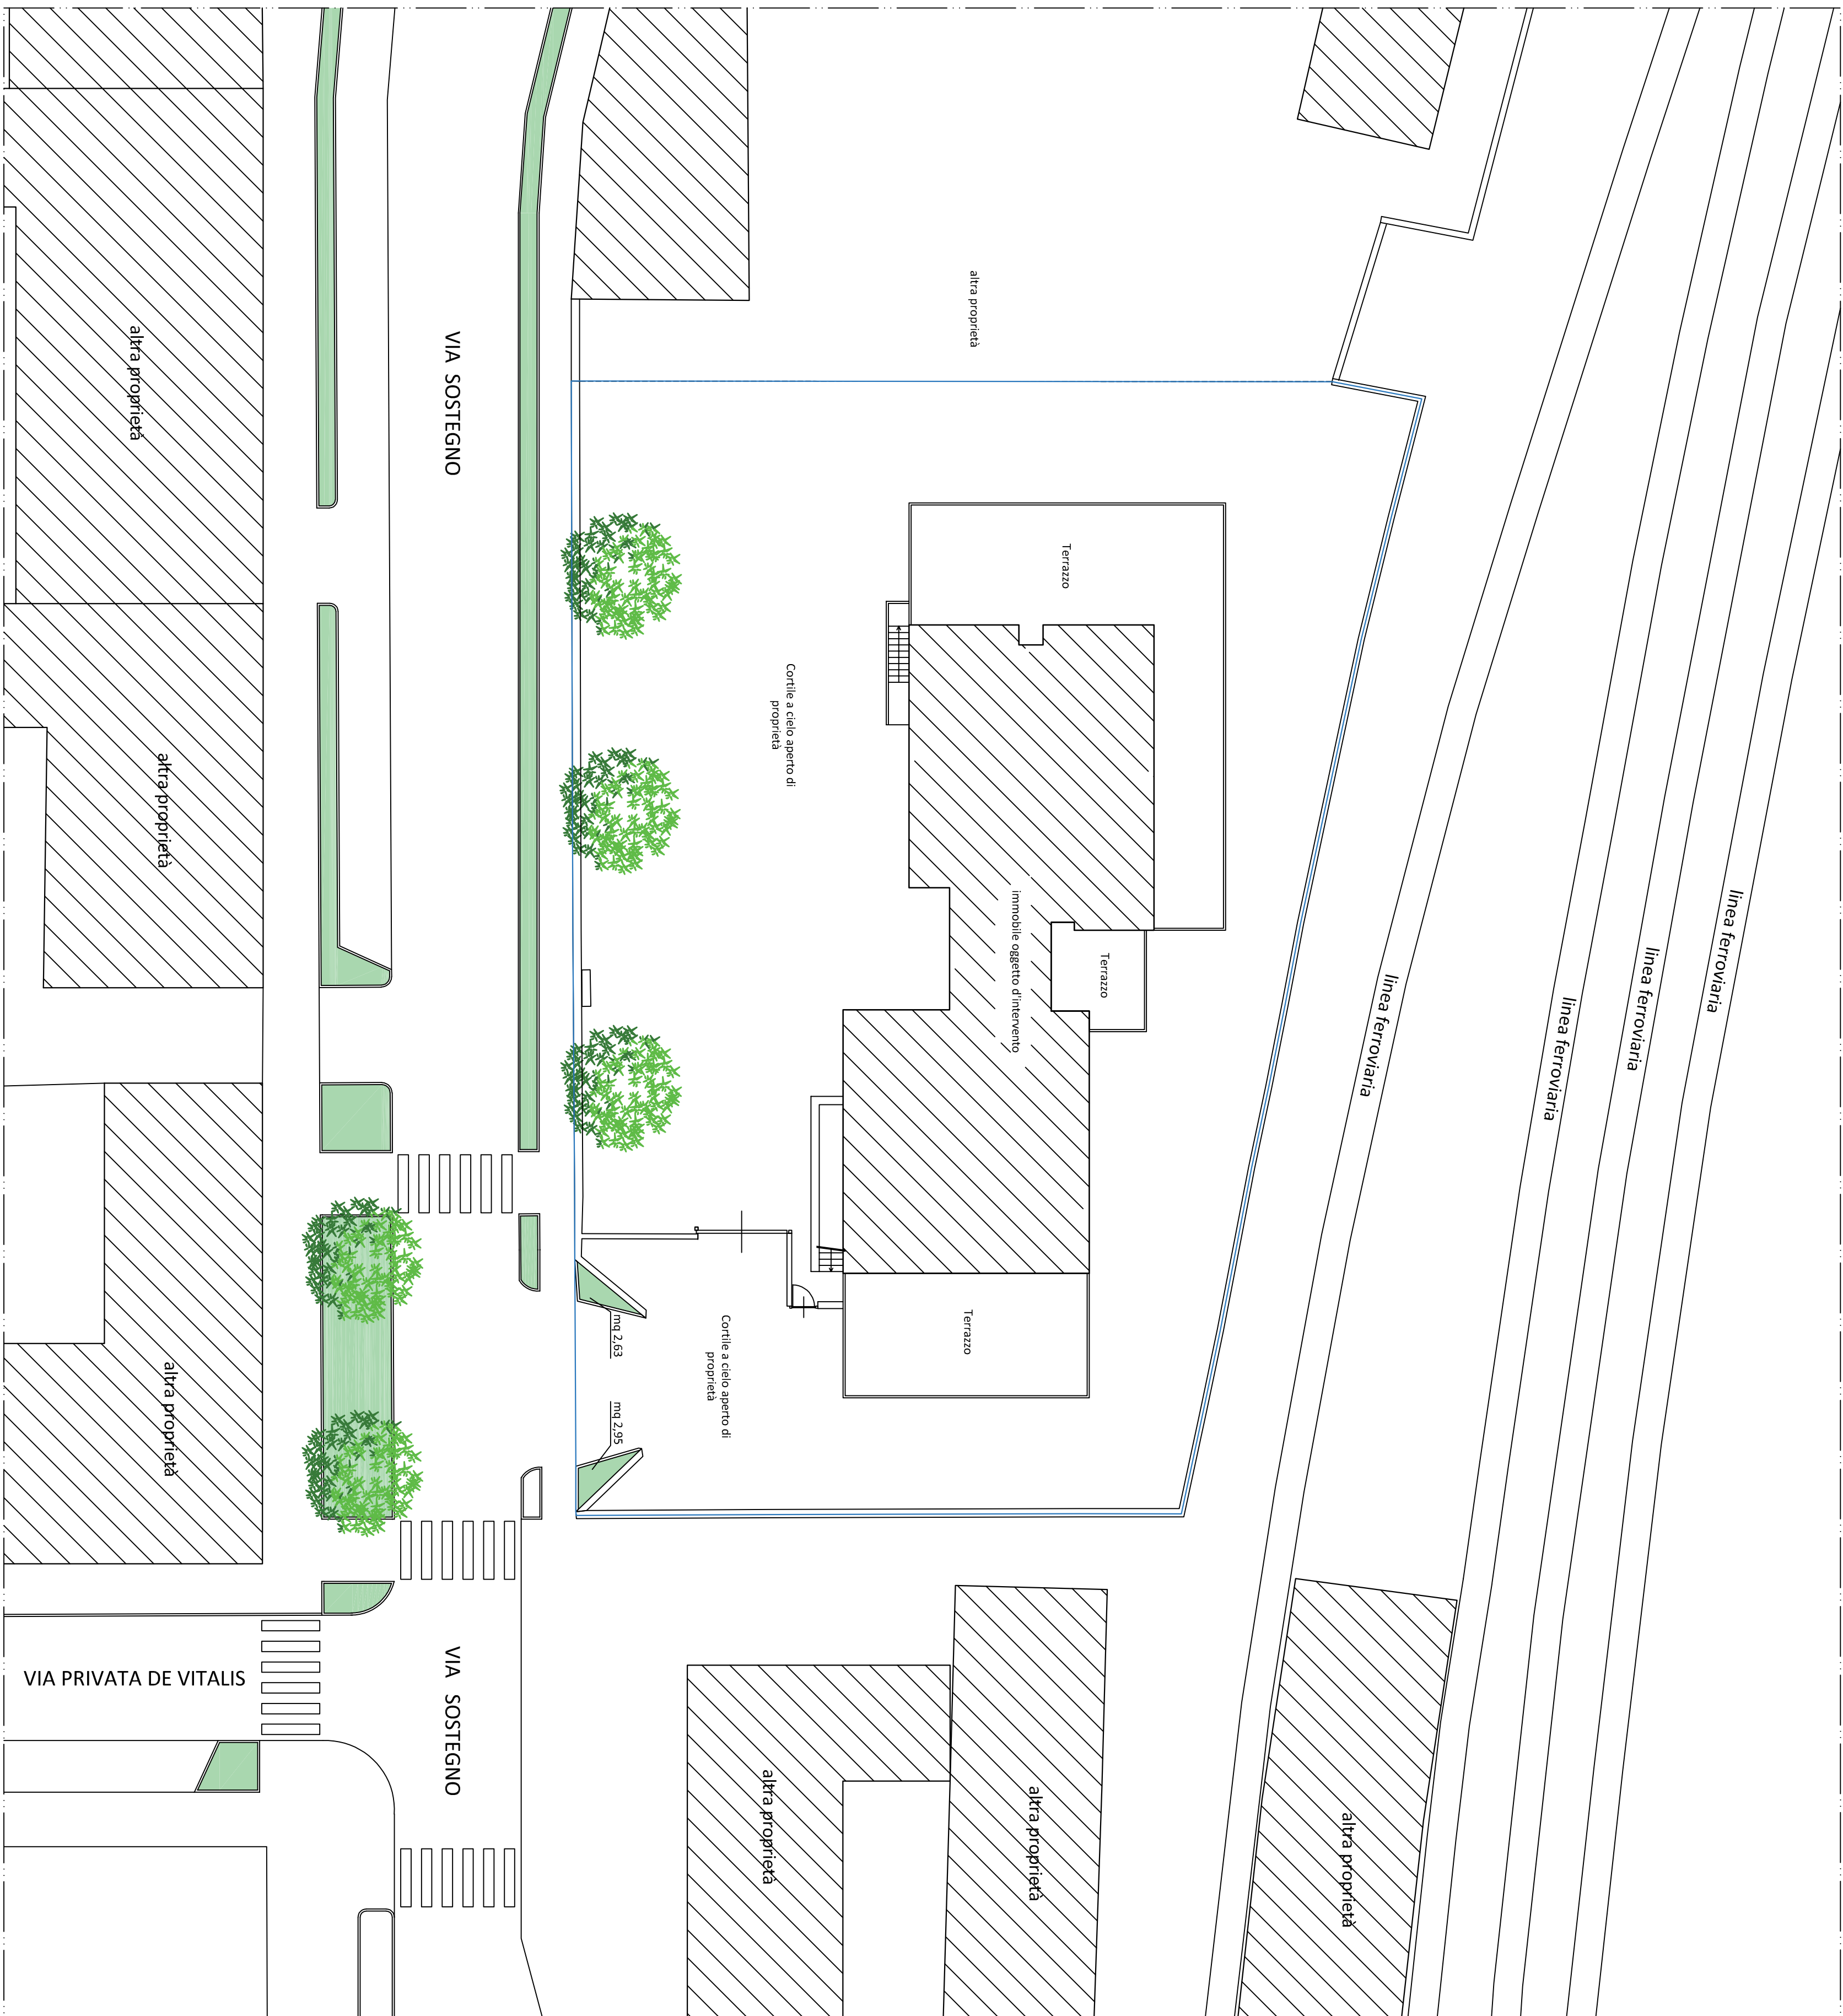 altra proprietà
altra proprietà
VIA SOSTEGNO
Terrazzo
Cortile a cielo aperto di
proprietà
altra proprietà
immobile oggetto d'intervento
Terrazzo
linea ferroviaria
linea ferroviaria
linea ferroviaria
linea ferroviaria
mq 2,63
Cortile a cielo aperto di
proprietà
Terrazzo
mq 2,95
altra proprietà
VIA PRIVATA DE VITALIS
VIA SOSTEGNO
altra proprietà
altra proprietà
altra proprietà